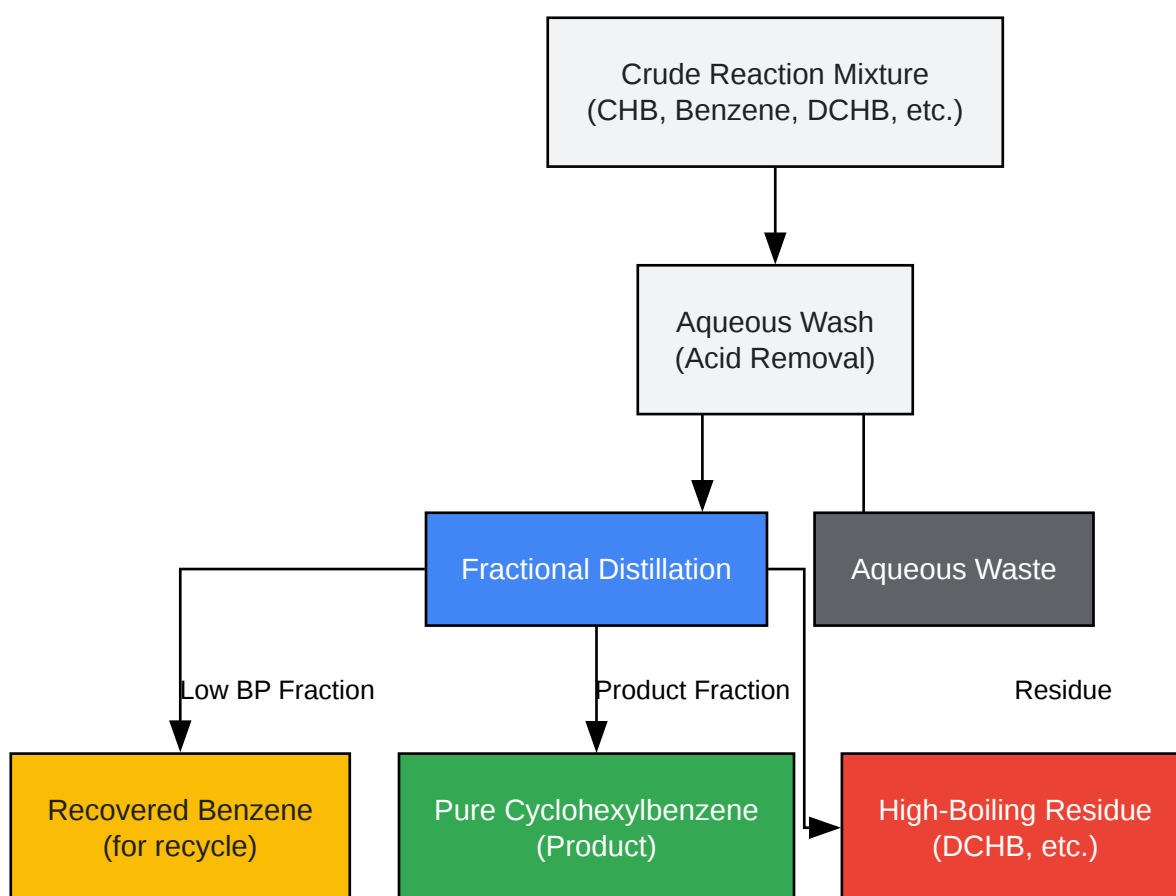 Crude Reaction Mixture
(CHB, Benzene, DCHB, etc.)
Aqueous Wash
(Acid Removal)
Fractional Distillation
Aqueous Waste
Low BP Fraction
Product Fraction
Residue
Recovered Benzene
(for recycle)
Pure Cyclohexylbenzene
(Product)
High-Boiling Residue
(DCHB, etc.)